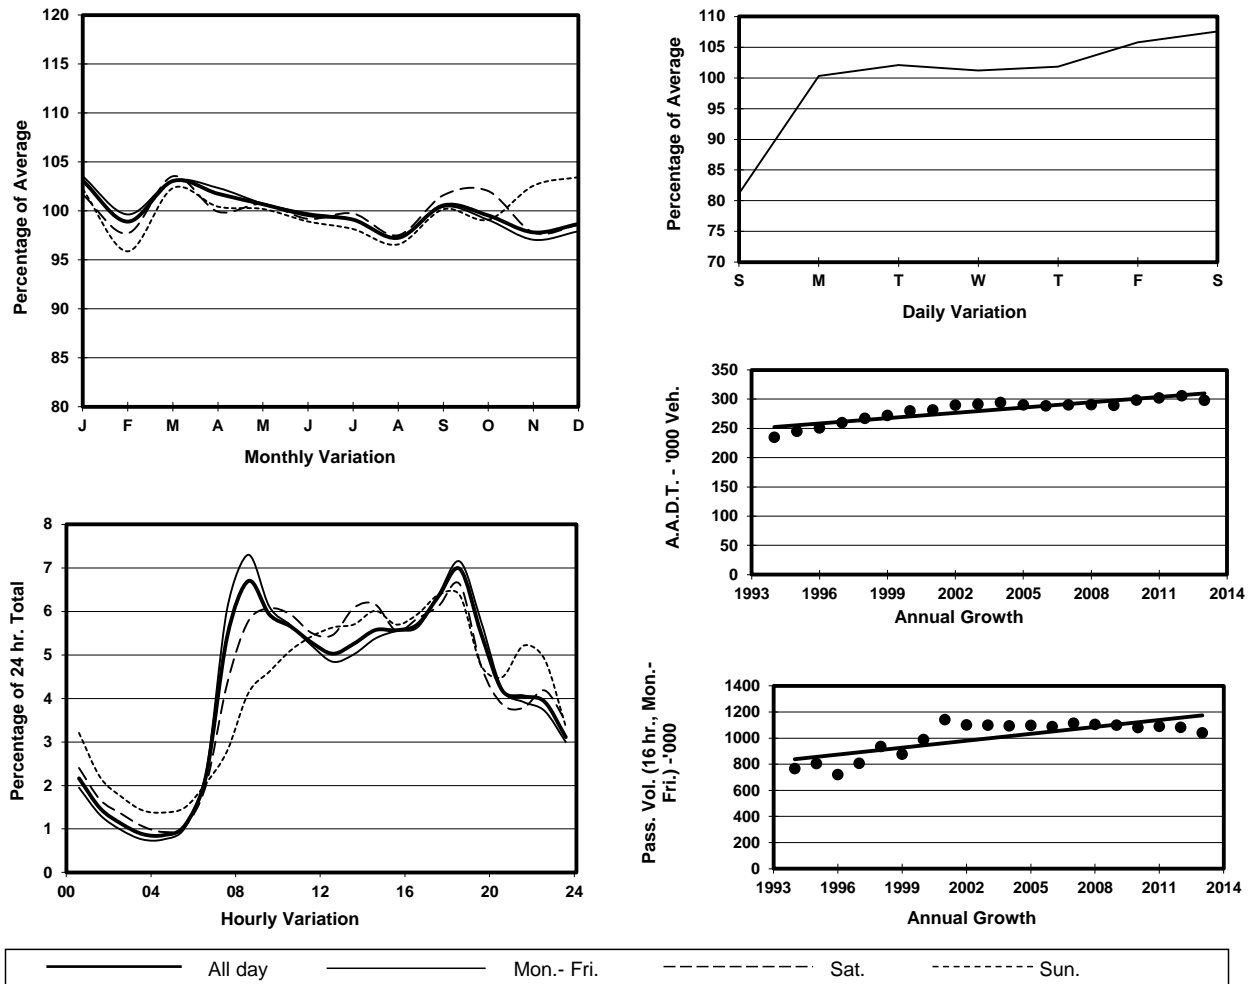 120
115
110
105
100
95
90
85
80
Percentage of Average
J F M A M J J A S O N D
Monthly Variation
110
105
100
95
90
85
80
75
70
Percentage of Average
S M T W T F S
Daily Variation
350
300
250
200
150
100
50
0
A.A.D.T. - '000 Veh.
1993 1996 1999 2002 2005 2008 2011 2014
Annual Growth
8
7
6
5
4
3
2
1
0
Percentage of 24 hr. Total
00 04 08 12 16 20 24
Hourly Variation
1400
1200
1000
800
600
400
200
0
Pass. Vol. (16 hr., Mon.-
Fri.) -'000
1993 1996 1999 2002 2005 2008 2011 2014
Annual Growth
All day Mon.- Fri. Sat. Sun.